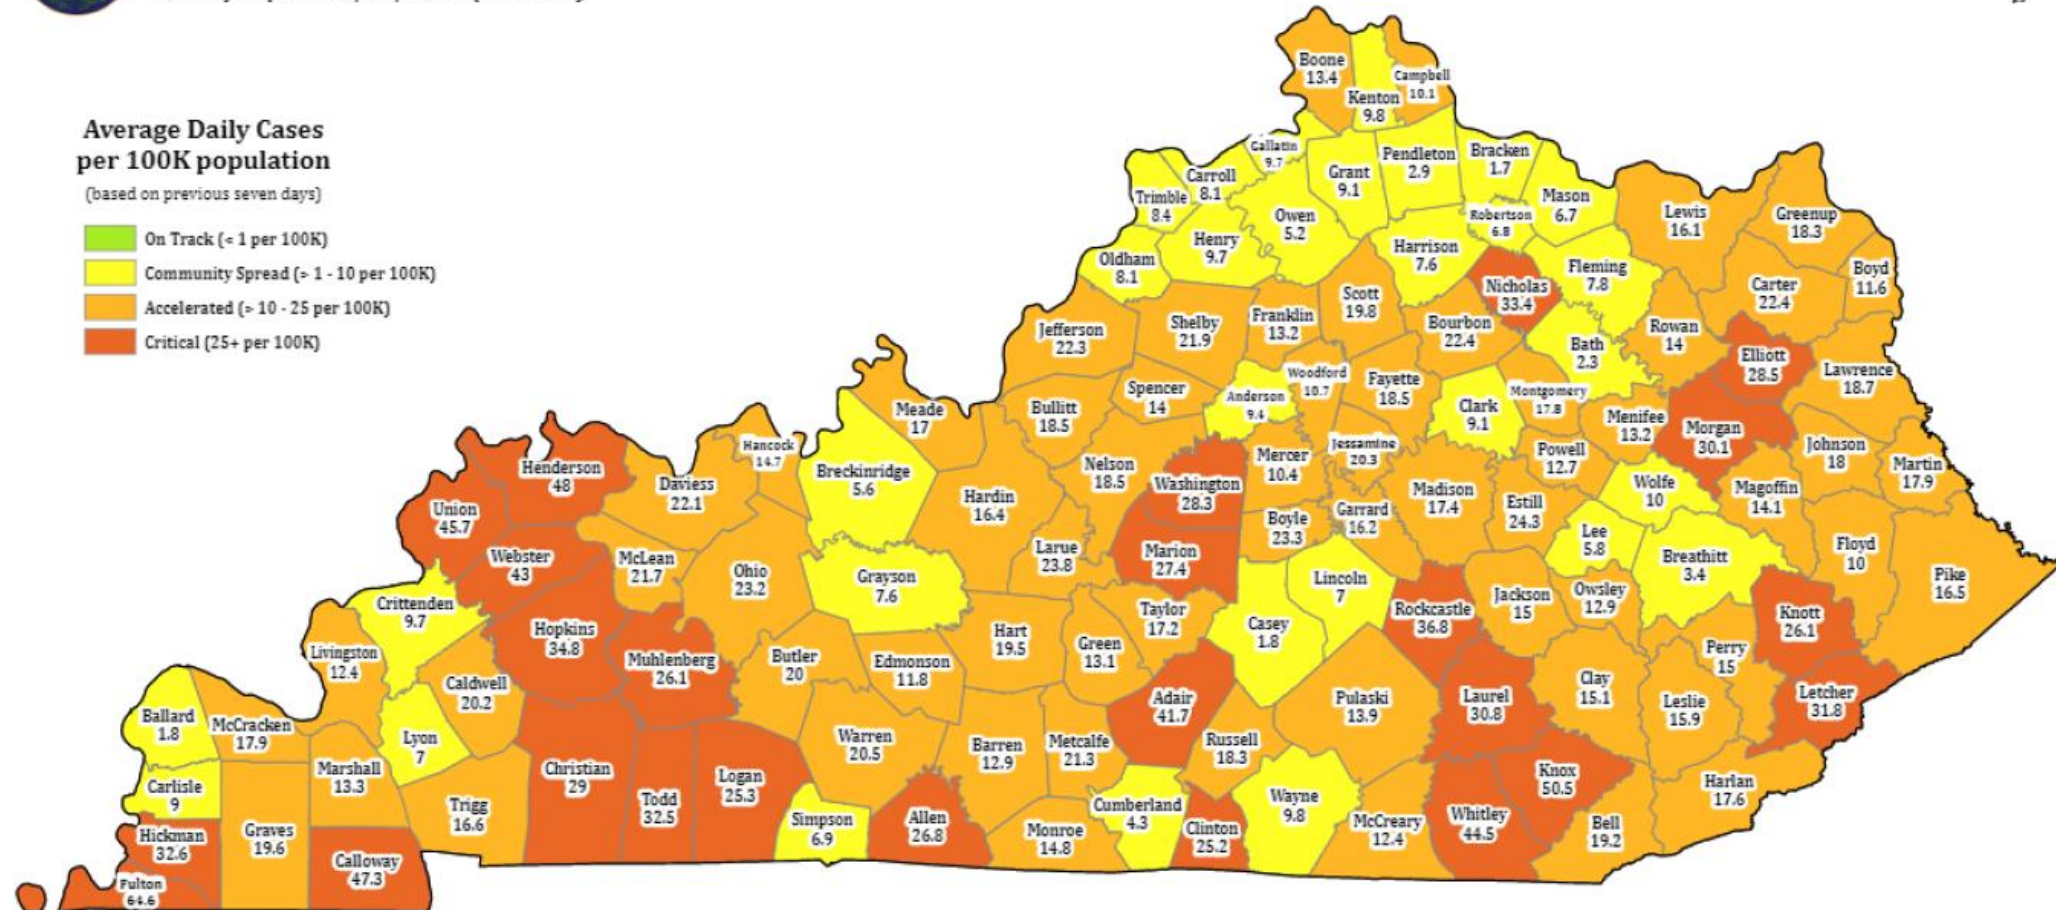 Average Daily Cases
per 100K population
(based on previous seven days)
On Track (< 1 per 100K)
Community Spread (> 1 - 10 per 100K)
Accelerated (> 10 - 25 per 100K)
Critical (25+ per 100K)
Boone
13.4
Kenton
9.8
Campbell
10.1
Gallatin
9.7
Carroll
8.1
Trimble
8.4
Grant
9.1
Pendleton
2.9
Bracken
1.7
Mason
6.7
Robertson
6.8
Owen
5.2
Henry
9.7
Oldham
8.1
Harrison
7.6
Fleming
7.8
Lewis
16.1
Greenup
18.3
Boyd
11.6
Carter
22.4
Nicholas
33.4
Scott
19.8
Franklin
13.2
Shelby
21.9
Jefferson
22.3
Bourbon
22.4
Bath
2.3
Rowan
14
Elliott
28.5
Lawrence
18.7
Spencer
14
Anderson
9.4
Woodford
10.7
Fayette
18.5
Clark
9.1
Montgomery
17.8
Menifee
13.2
Morgan
30.1
Johnson
18
Martin
17.9
Meade
17
Bullitt
18.5
Hancock
14.7
Breckinridge
5.6
Henderson
48
Daviess
22.1
Union
45.7
Hardin
16.4
Nelson
18.5
Washington
28.3
Mercer
10.4
Jessamine
20.3
Madison
17.4
Powell
12.7
Estill
24.3
Wolfe
10
Magoffin
14.1
Garrard
16.2
Boyle
23.3
Marion
27.4
Larue
23.8
Lee
5.8
Breathitt
3.4
Floyd
10
Pike
16.5
Webster
43
McLean
21.7
Ohio
23.2
Grayson
7.6
Crittenden
9.7
Hopkins
34.8
Muhlenberg
26.1
Livingston
12.4
Caldwell
20.2
Butler
20
Edmonson
11.8
Hart
19.5
Green
13.1
Taylor
17.2
Casey
1.8
Lincoln
7
Rockcastle
36.8
Jackson
15
Owsley
12.9
Knott
26.1
Perry
15
Letcher
31.8
Leslie
15.9
Clay
15.1
Laurel
30.8
Pulaski
13.9
Adair
41.7
Russell
18.3
Metcalfe
21.3
Barren
12.9
Warren
20.5
Ballard
1.8
McCracken
17.9
Lyon
7
Marshall
13.3
Carlisle
9
Hickman
32.6
Graves
19.6
Calloway
47.3
Fulton
64.6
Trigg
16.6
Christian
29
Todd
32.5
Logan
25.3
Simpson
6.9
Allen
26.8
Monroe
14.8
Cumberland
4.3
Clinton
25.2
Wayne
9.8
McCreary
12.4
Whitley
44.5
Knox
50.5
Bell
19.2
Harlan
17.6